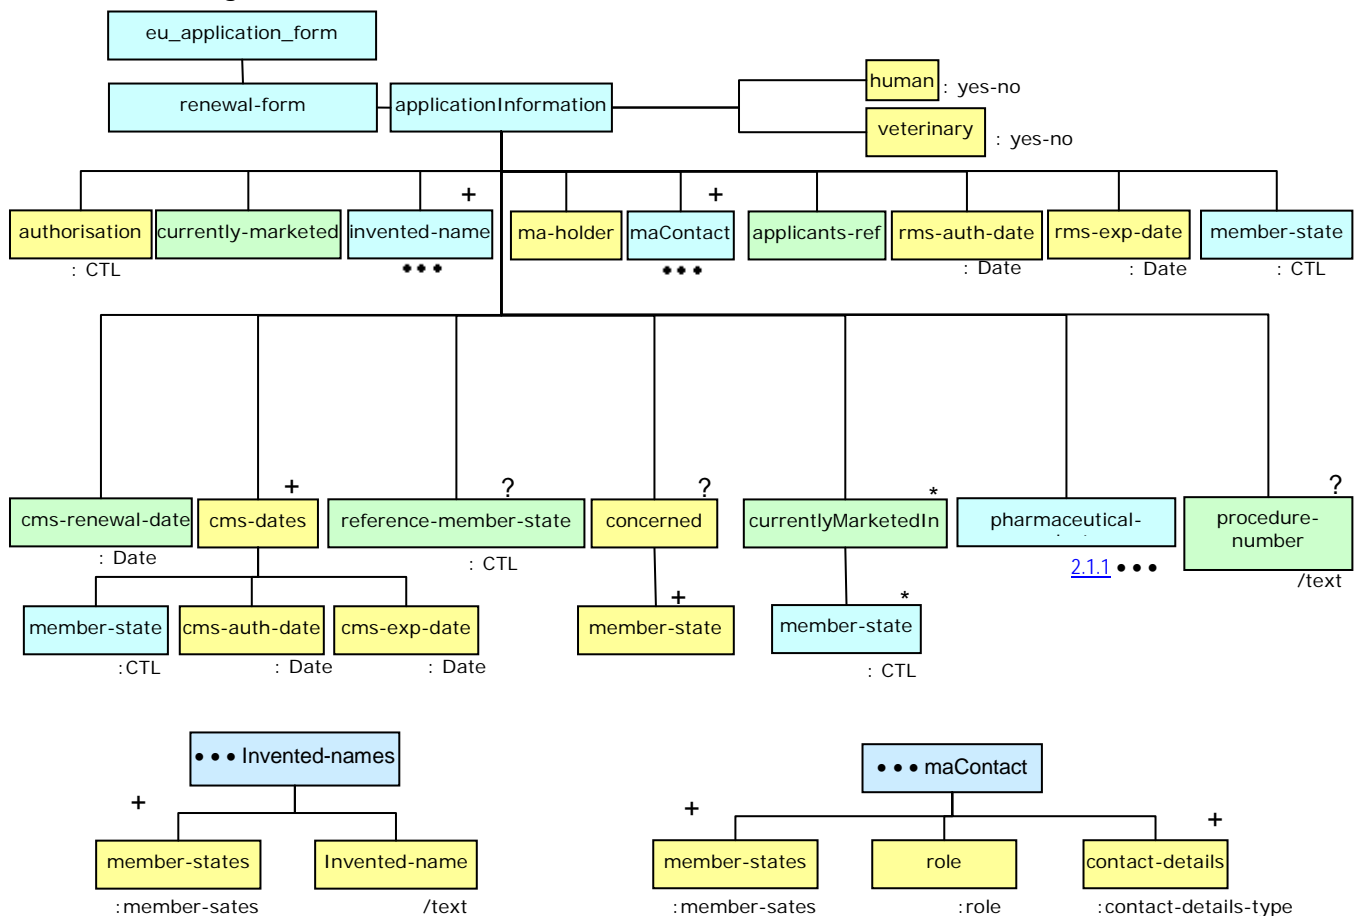 eu_application_form
renewal-form
applicationInformation
human
: yes-no
veterinary
: yes-no
+
+
authorisation
currently-marketed
invented-name
ma-holder
maContact
applicants-ref
rms-auth-date
rms-exp-date
member-state
: CTL
•••
•••
: Date
: Date
: CTL
+
?
?
*
?
cms-renewal-date
cms-dates
reference-member-state
concerned
currentlyMarketedIn
pharmaceutical-
procedure-
number
: Date
: CTL
2.1.1 •••
/text
+
*
member-state
cms-auth-date
cms-exp-date
member-state
member-state
:CTL
: Date
: Date
: CTL
••• Invented-names
••• maContact
+
+
+
member-states
Invented-name
member-states
role
contact-details
:member-sates
/text
:member-sates
:role
:contact-details-type